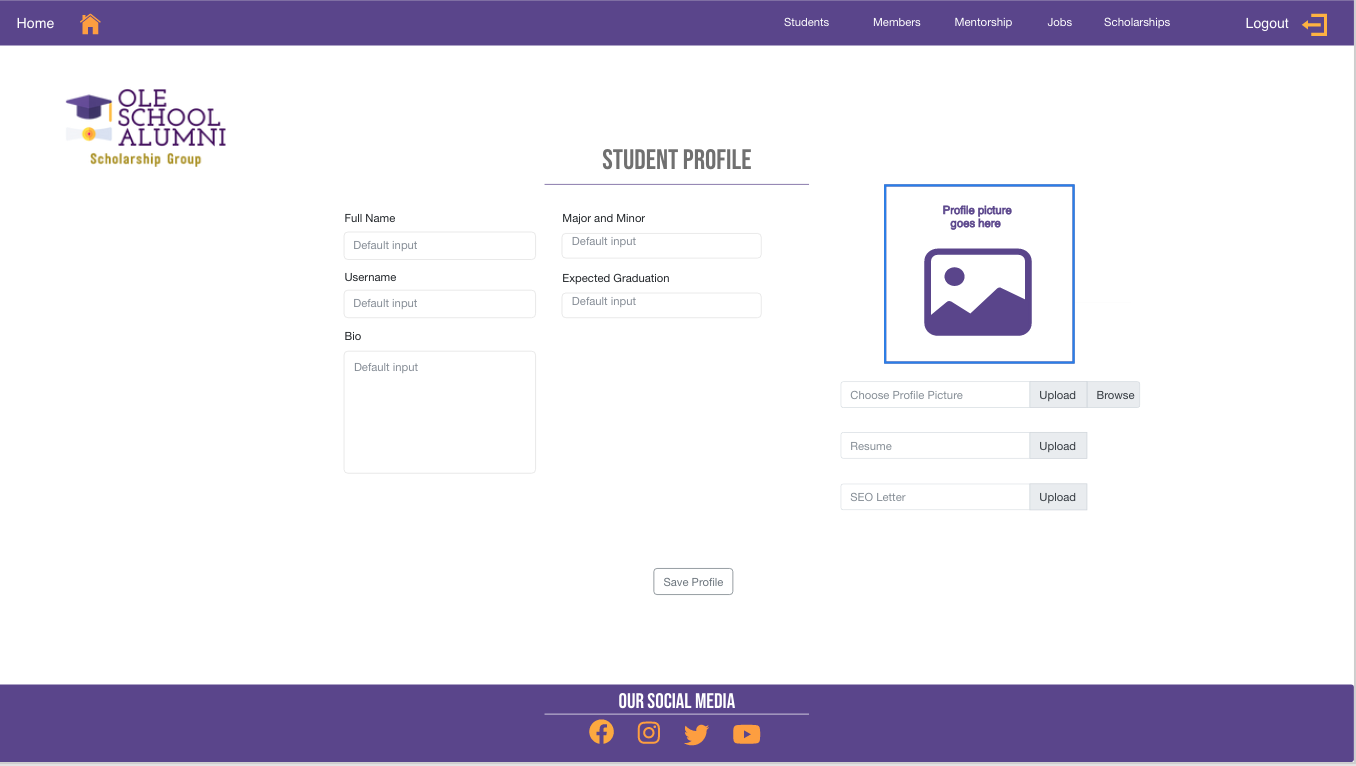 Home
Students
Members
Mentorship
Jobs
Scholarships
Logout
OLE
SCHOOL
ALUMNI
Scholarship Group
STUDENT PROFILE
Full Name
Default input
Major and Minor
Default input
Username
Default input
Expected Graduation
Default input
Bio
Default input
Profile picture
goes here
Choose Profile Picture
Upload
Browse
Resume
Upload
SEO Letter
Upload
Save Profile
OUR SOCIAL MEDIA